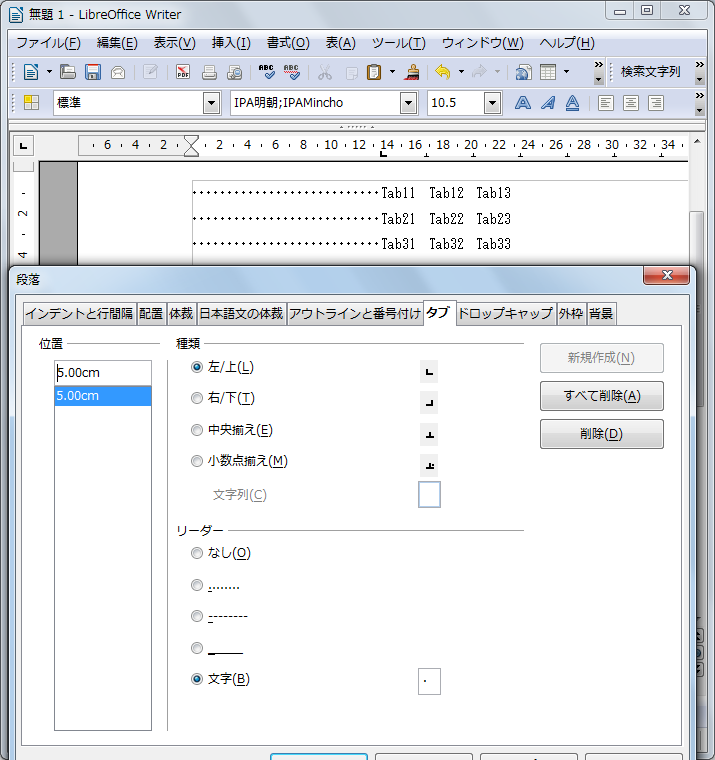 無題 1 - LibreOffice Writer
ファイル(F) 編集(E) 表示(V) 挿入(I) 書式(O) 表(A) ツール(T) ウィンドウ(W) ヘルプ(H)
PDF ABC ABC 検索文字列
標準 IPA明朝;IPAMincho 10.5 A A A
6 4 2 2 4 6 8 10 12 14 16 18 20 22 24 26 28 30 32 34
2
4
···························Tab11 Tab12 Tab13
···························Tab21 Tab22 Tab23
···························Tab31 Tab32 Tab33
段落
インデントと行間隔 配置 体裁 日本語文の体裁 アウトラインと番号付け タブ ドロップキャップ 外枠 背景
位置
5.00cm
5.00cm
種類
左/上(L)
右/下(T)
中央揃え(E)
小数点揃え(M)
文字列(C)
新規作成(N)
すべて削除(A)
削除(D)
リーダー
なし(O)
........
--------
______
文字(B) ·